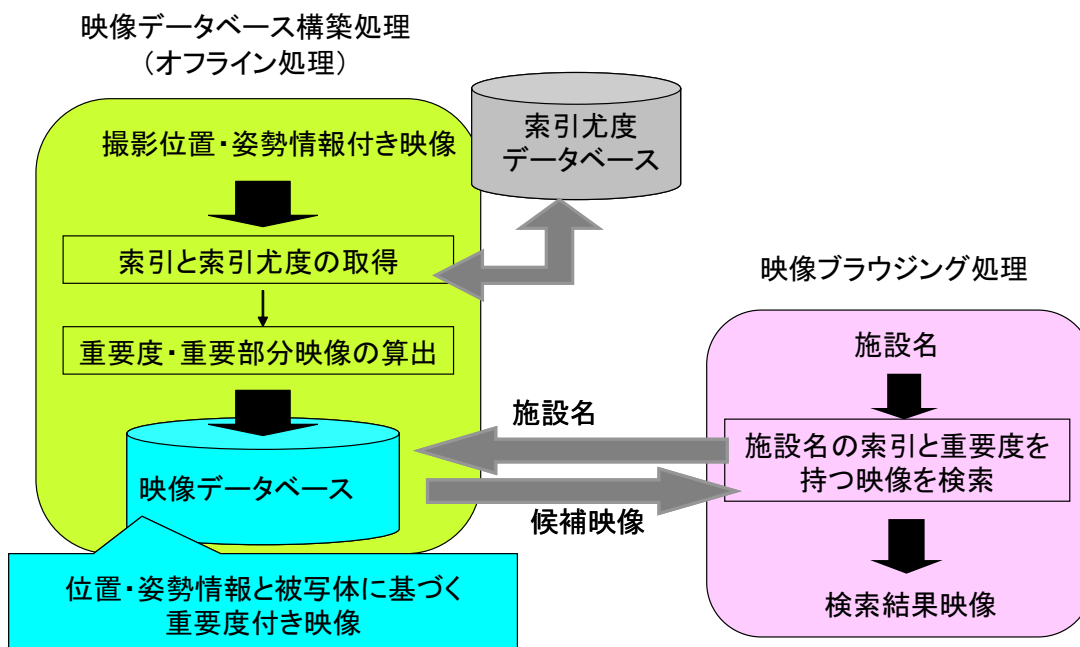 映像データベース構築処理
（オフライン処理）
撮影位置・姿勢情報付き映像
索引尤度
データベース
索引と索引尤度の取得
重要度・重要部分映像の算出
映像データベース
位置・姿勢情報と被写体に基づく
重要度付き映像
施設名
候補映像
映像ブラウジング処理
施設名
施設名の索引と重要度を
持つ映像を検索
検索結果映像